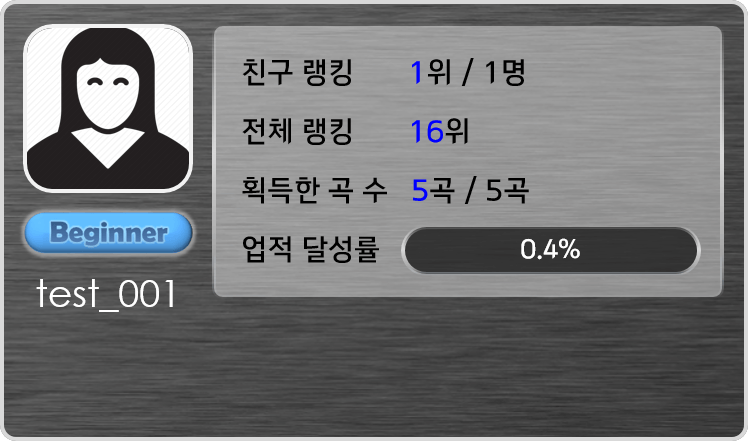 친구 랭킹 1위 / 1명
전체 랭킹 16위
획득한 곡 수 5곡 / 5곡
업적 달성률 0.4%
Beginner
test_001